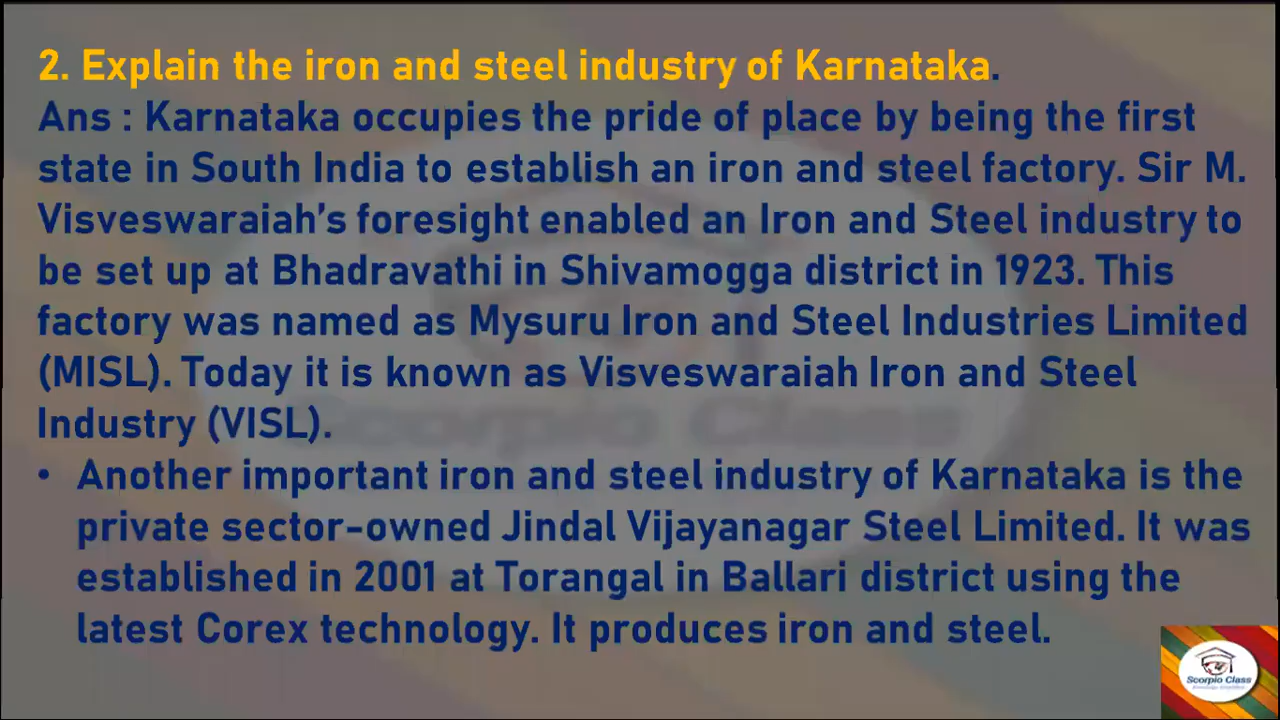 2. Explain the iron and steel industry of Karnataka.
Ans : Karnataka occupies the pride of place by being the first
state in South India to establish an iron and steel factory. Sir M.
Visveswaraiah's foresight enabled an Iron and Steel industry to
be set up at Bhadravathi in Shivamogga district in 1923. This
factory was named as Mysuru Iron and Steel Industries Limited
(MISL). Today it is known as Visveswaraiah Iron and Steel
Industry (VISL).
Scorpio Class
• Another important iron and steel industry of Karnataka is the
private sector-owned Jindal Vijayanagar Steel Limited. It was
established in 2001 at Torangal in Ballari district using the
latest Corex technology. It produces iron and steel.
Scorpio Class